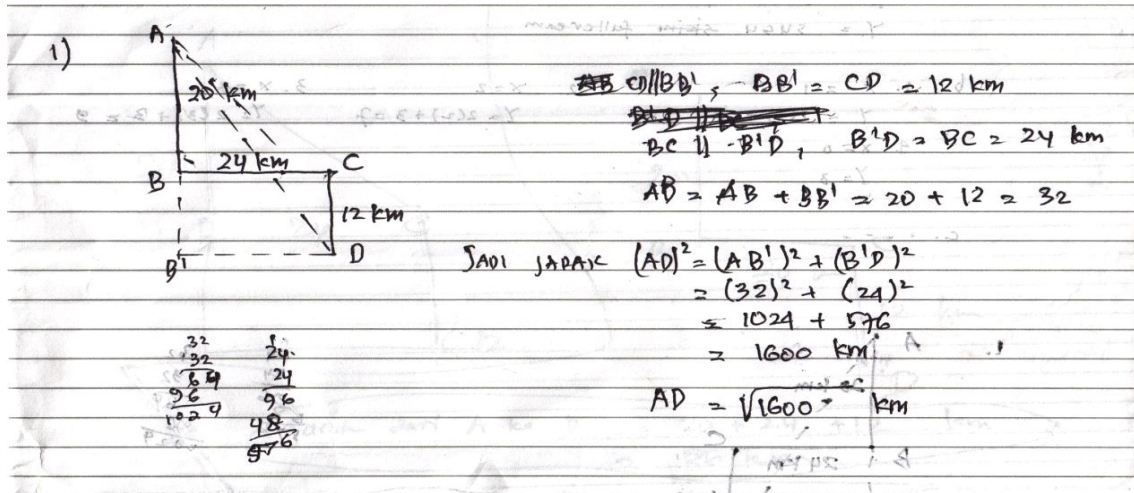 1)
A
20 km
24 km
B
C
12 km
B'
D
CD//BB' , BB' = CD = 12 km
BC || B'D , B'D = BC = 24 km
AB = AB + BB' = 20 + 12 = 32
JADI JARAK (AD)² = (AB')² + (B'D)²
= (32)² + (24)²
= 1024 + 576
= 1600 km
AD = √1600 km
32
32
64
96
1024
24
24
96
48
576